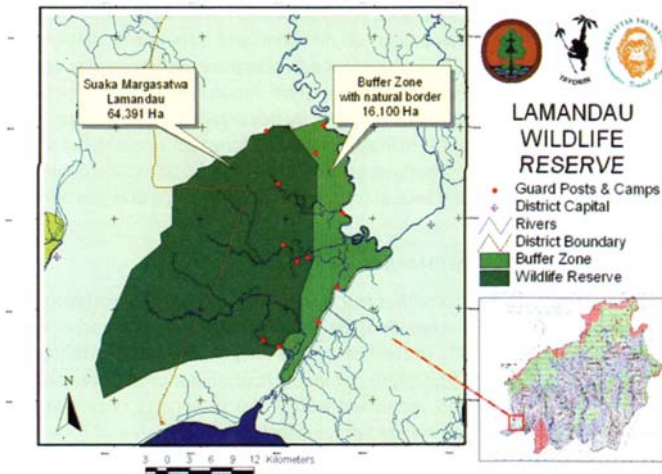 Suaka Margasatwa
Lamandau
64,391 Ha
Buffer Zone
with natural border
16,100 Ha
N
3 0 3 6 9 12 Kilometers
YAYORIN
LAMANDAU
WILDLIFE
RESERVE
Guard Posts & Camps
District Capital
Rivers
District Boundary
Buffer Zone
Wildlife Reserve